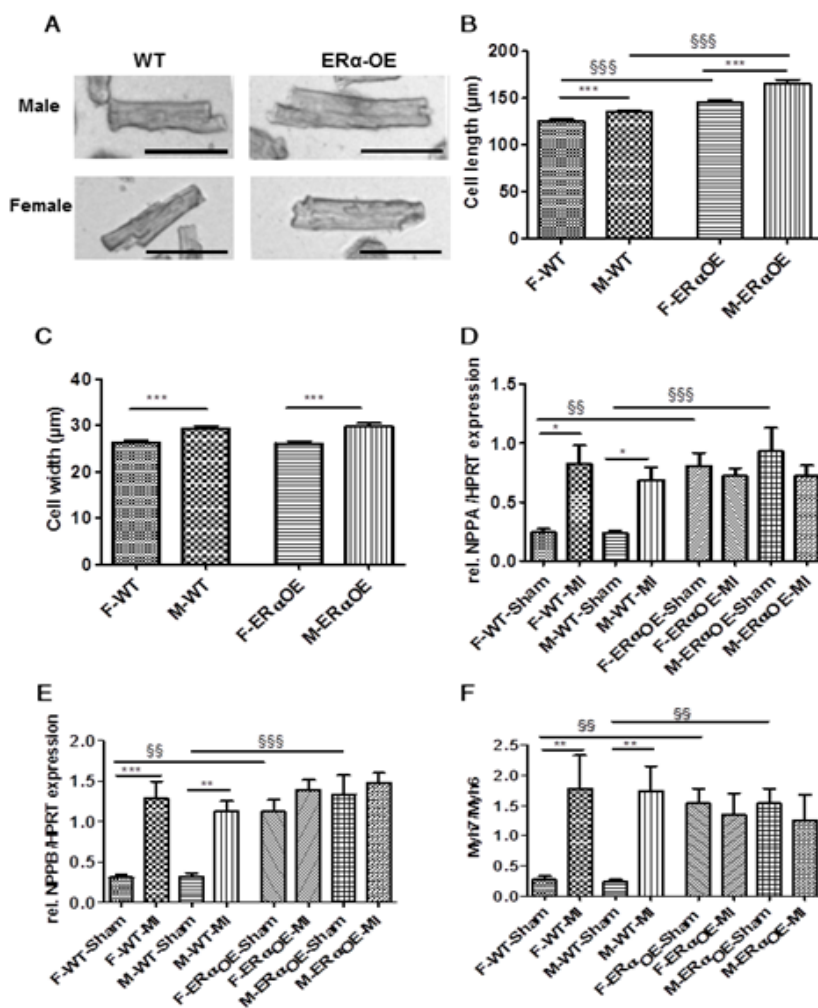 A
WT
ERα-OE
Male
Female
B
§§§
§§§
***
***
Cell length (µm)
200
150
100
50
0
F-WT
M-WT
F-ERαOE
M-ERαOE
C
***
***
Cell width (µm)
40
30
20
10
0
F-WT
M-WT
F-ERαOE
M-ERαOE
D
§§§
§§
*
*
rel. NPPA /HPRT expression
1.5
1.0
0.5
0.0
F-WT-Sham
F-WT-MI
M-WT-Sham
M-WT-MI
F-ERαOE-Sham
F-ERαOE-MI
M-ERαOE-Sham
M-ERαOE-MI
E
§§
§§§
***
**
rel. NPPB/HPRT expression
2.0
1.5
1.0
0.5
0.0
F-WT-Sham
F-WT-MI
M-WT-Sham
M-WT-MI
F-ERαOE-Sham
F-ERαOE-MI
M-ERαOE-Sham
M-ERαOE-MI
F
§§
§§
**
**
Myh7/Myh6
2.5
2.0
1.5
1.0
0.5
0.0
F-WT-Sham
F-WT-MI
M-WT-Sham
M-WT-MI
F-ERαOE-Sham
F-ERαOE-MI
M-ERαOE-Sham
M-ERαOE-MI